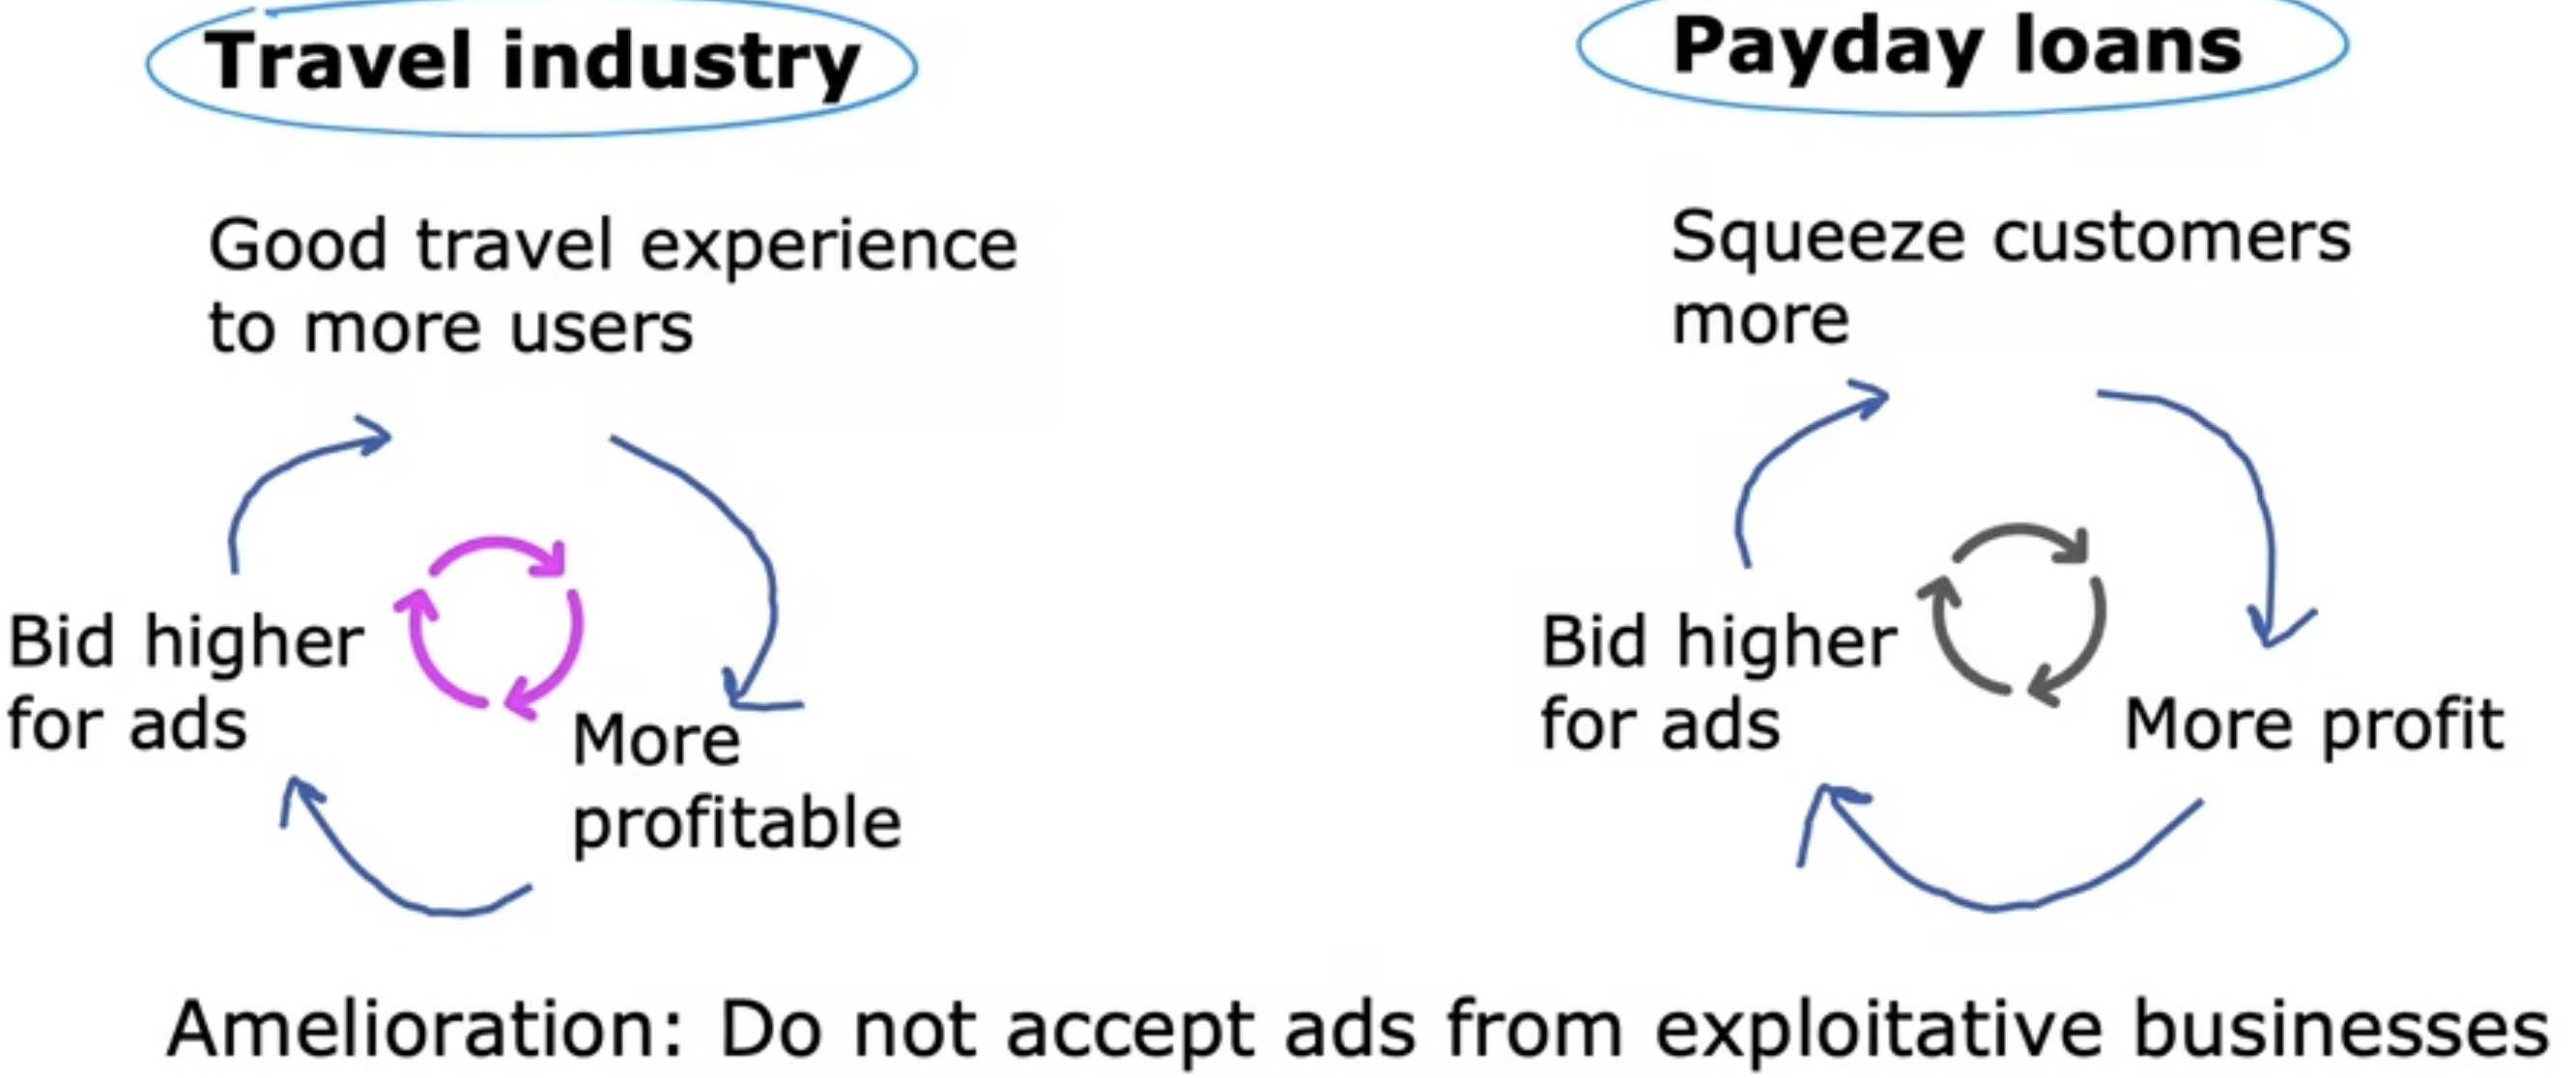 Travel industry
Good travel experience
to more users
Bid higher
for ads
More
profitable
Payday loans
Squeeze customers
more
Bid higher
for ads
More profit
Amelioration: Do not accept ads from exploitative businesses